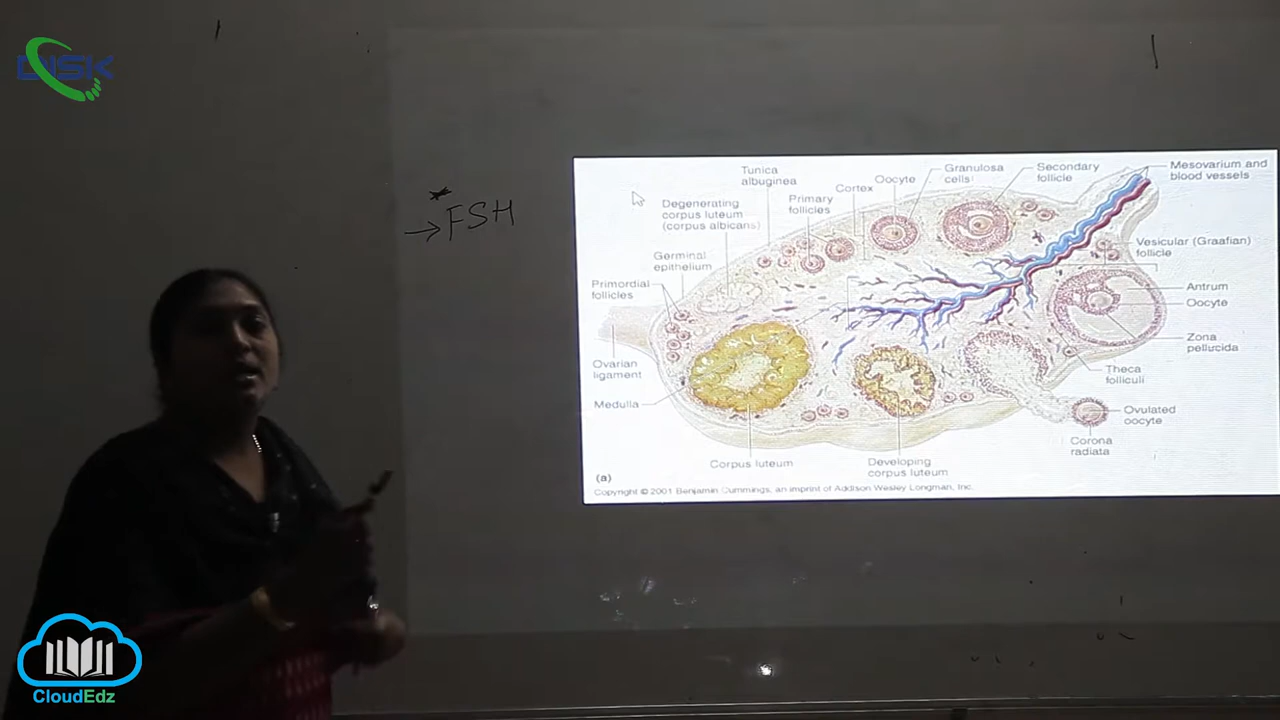 DISK
→ FSH
Tunica
albuginea
Degenerating
corpus luteum
(corpus albicans)
Primary
follicles
Cortex
Oocyte
Granulosa
cells
Secondary
follicle
Mesovarium and
blood vessels
Germinal
epithelium
Primordial
follicles
Vesicular (Graafian)
follicle
Antrum
Oocyte
Zona
pellucida
Ovarian
ligament
Theca
folliculi
Medulla
Ovulated
oocyte
Corona
radiata
Corpus luteum
Developing
corpus luteum
(a)
Copyright © 2001 Benjamin Cummings, an imprint of Addison Wesley Longman, Inc.
CloudEdz